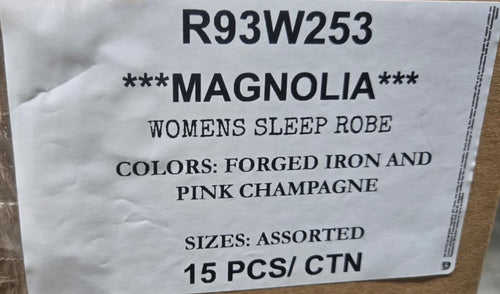 R93W253
***MAGNOLIA***
WOMENS SLEEP ROBE
COLORS: FORGED IRON AND
PINK CHAMPAGNE
SIZES: ASSORTED
15 PCS/ CTN